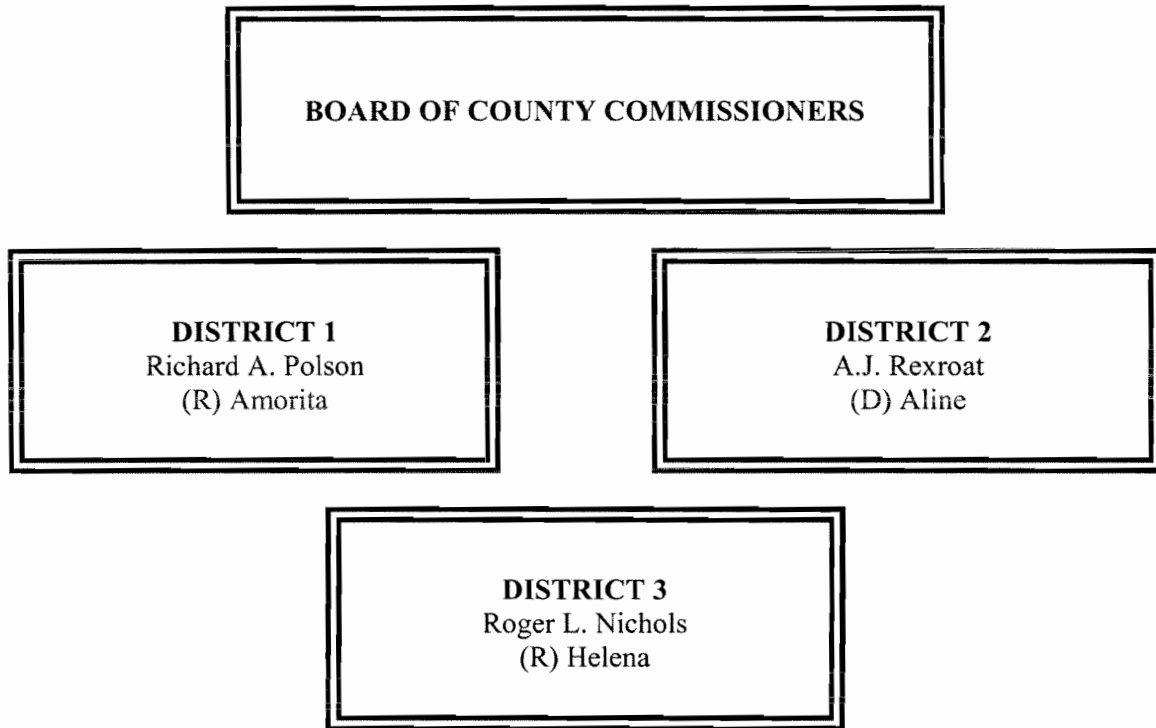 BOARD OF COUNTY COMMISSIONERS
DISTRICT 1
Richard A. Polson
(R) Amorita
DISTRICT 2
A.J. Rexroat
(D) Aline
DISTRICT 3
Roger L. Nichols
(R) Helena